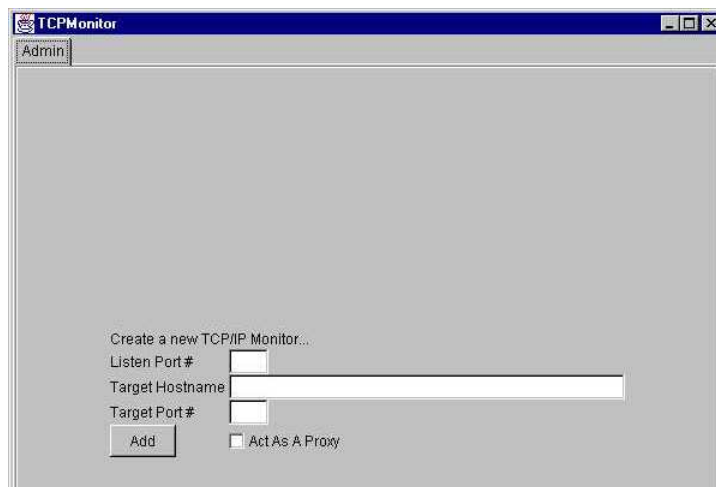 TCPMonitor
Admin
Create a new TCP/IP Monitor...
Listen Port #
Target Hostname
Target Port #
Add Act As A Proxy